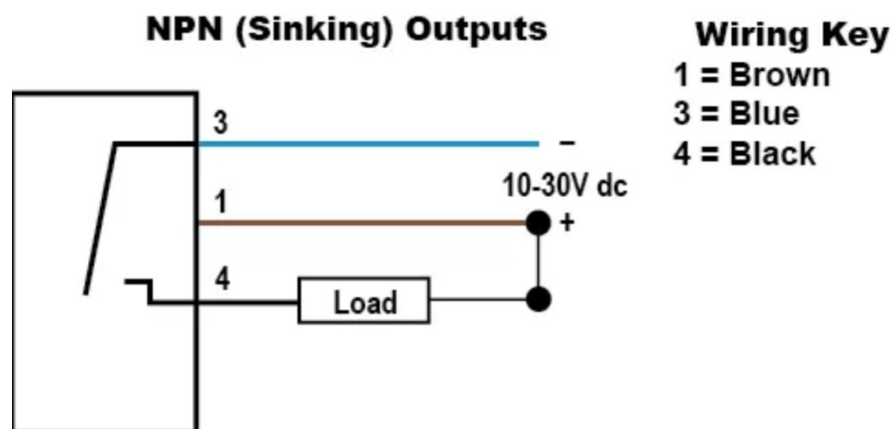 NPN (Sinking) Outputs
Wiring Key
1 = Brown
3 = Blue
4 = Black
3
–
10-30V dc
1
+
4
Load